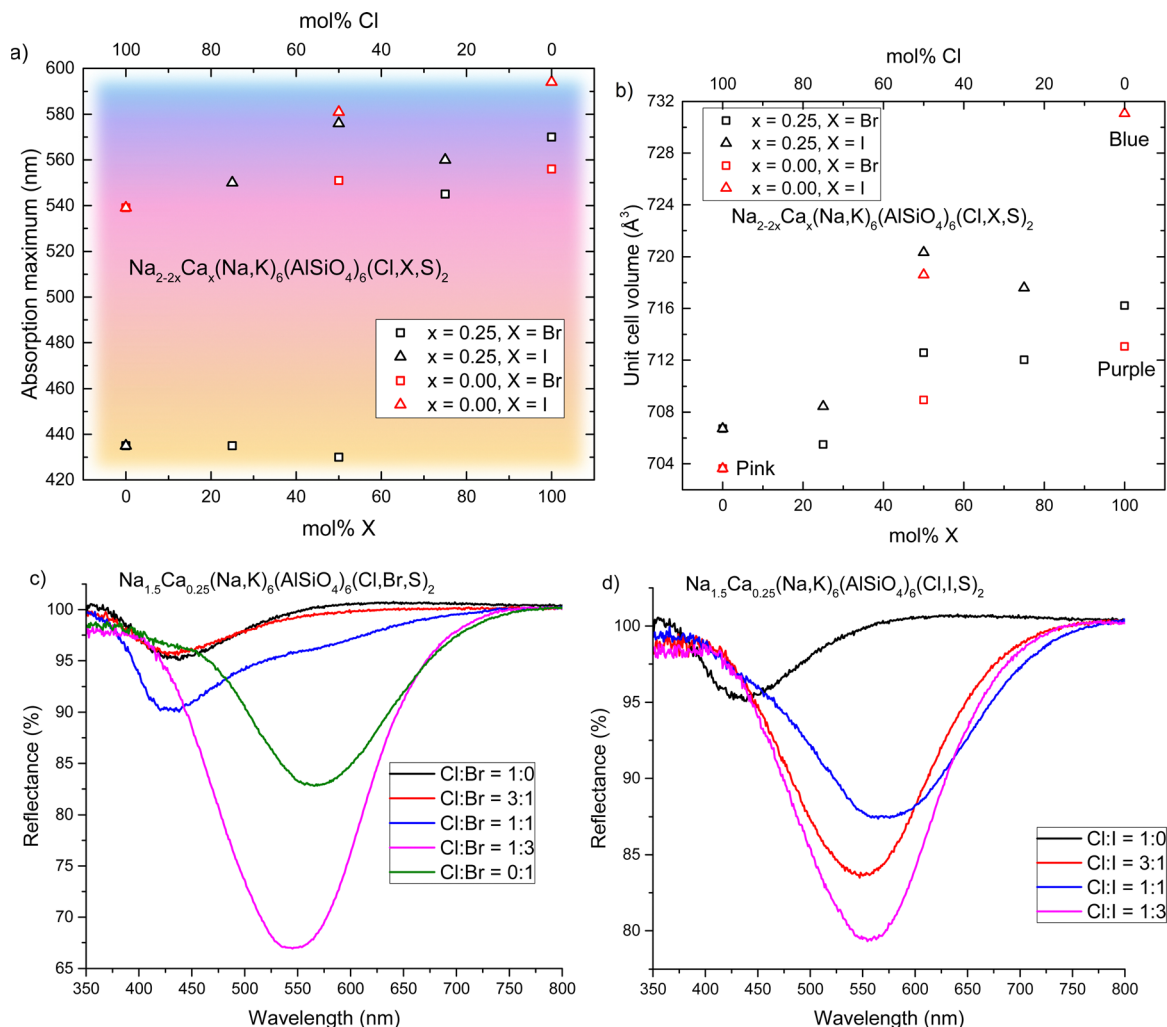 mol% Cl
100 80 60 40 20 0
a)
600
580
560
540
520
500
480
460
440
420
Absorption maximum (nm)
Na2-2xCax(Na,K)6(AlSiO4)6(Cl,X,S)2
x = 0.25, X = Br
x = 0.25, X = I
x = 0.00, X = Br
x = 0.00, X = I
0 20 40 60 80 100
mol% X
mol% Cl
100 80 60 40 20 0
b)
732
728
724
720
716
712
708
704
Unit cell volume (Å³)
x = 0.25, X = Br
x = 0.25, X = I
x = 0.00, X = Br
x = 0.00, X = I
Blue
Na2-2xCax(Na,K)6(AlSiO4)6(Cl,X,S)2
Purple
Pink
0 20 40 60 80 100
mol% X
c)
Na1.5Ca0.25(Na,K)6(AlSiO4)6(Cl,Br,S)2
100
95
90
85
80
75
70
65
Reflectance (%)
Cl:Br = 1:0
Cl:Br = 3:1
Cl:Br = 1:1
Cl:Br = 1:3
Cl:Br = 0:1
350 400 450 500 550 600 650 700 750 800
Wavelength (nm)
d)
Na1.5Ca0.25(Na,K)6(AlSiO4)6(Cl,I,S)2
100
95
90
85
80
Reflectance (%)
Cl:I = 1:0
Cl:I = 3:1
Cl:I = 1:1
Cl:I = 1:3
350 400 450 500 550 600 650 700 750 800
Wavelength (nm)